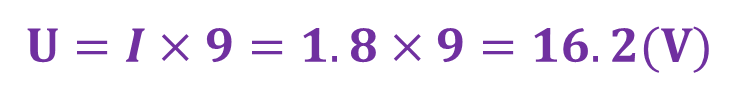 U = I × 9 = 1.8 × 9 = 16.2(V)